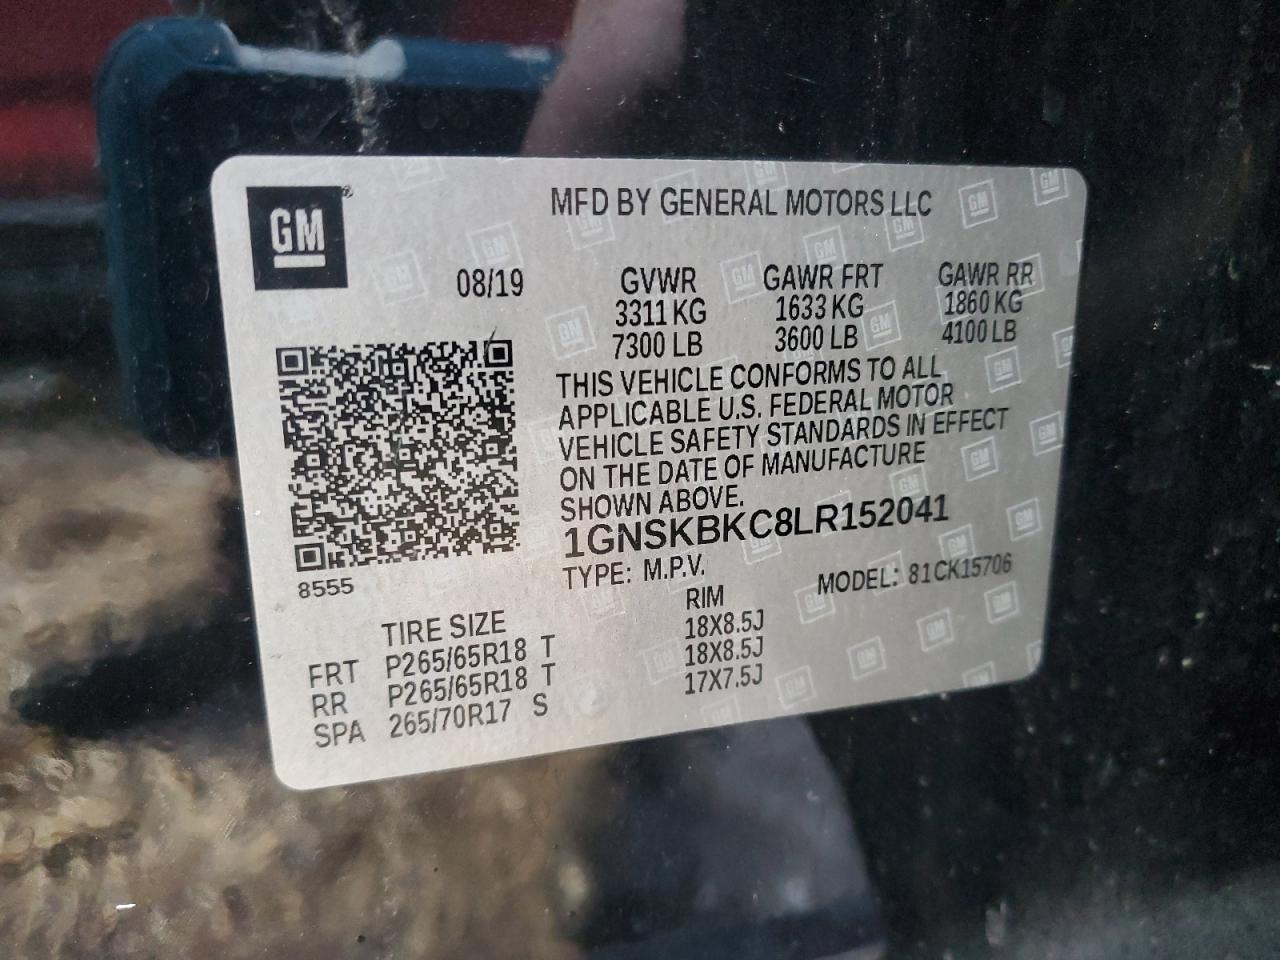 GM
MFD BY GENERAL MOTORS LLC
08/19
GVWR GAWR FRT GAWR RR
3311 KG 1633 KG 1860 KG
7300 LB 3600 LB 4100 LB
THIS VEHICLE CONFORMS TO ALL
APPLICABLE U.S. FEDERAL MOTOR
VEHICLE SAFETY STANDARDS IN EFFECT
ON THE DATE OF MANUFACTURE
SHOWN ABOVE.
1GNSKBKC8LR152041
8555
TYPE: M.P.V. MODEL: 81CK15706
TIRE SIZE RIM
FRT P265/65R18 T 18X8.5J
RR P265/65R18 T 18X8.5J
SPA 265/70R17 S 17X7.5J